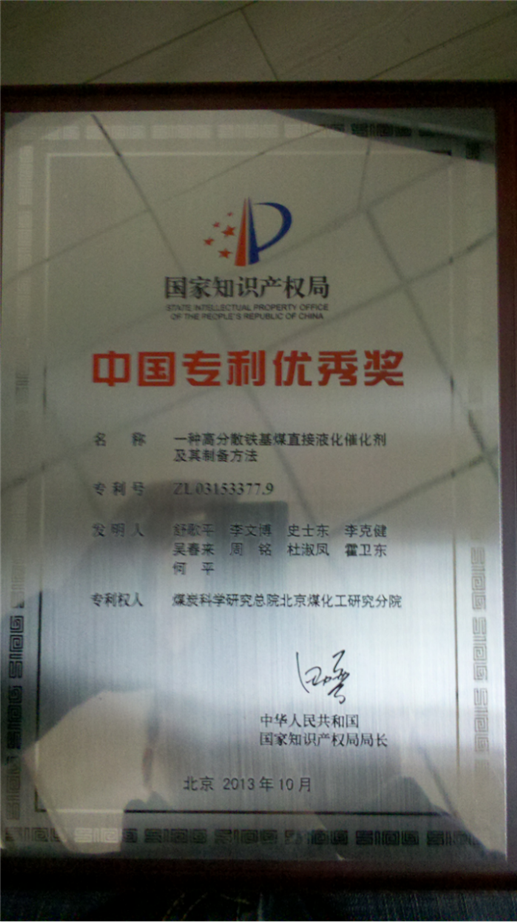 国家知识产权局
STATE INTELLECTUAL PROPERTY OFFICE
OF THE PEOPLE'S REPUBLIC OF CHINA
中国专利优秀奖
名 称 一种高分散铁基煤直接液化催化剂
及其制备方法
专利号 ZL 03153377.9
发明人 舒歌平 李文博 史士东 李克健
吴春来 周 铭 杜淑凤 霍卫东
何 平
专利权人 煤炭科学研究总院北京煤化工研究分院
中华人民共和国
国家知识产权局局长
北京 2013年10月